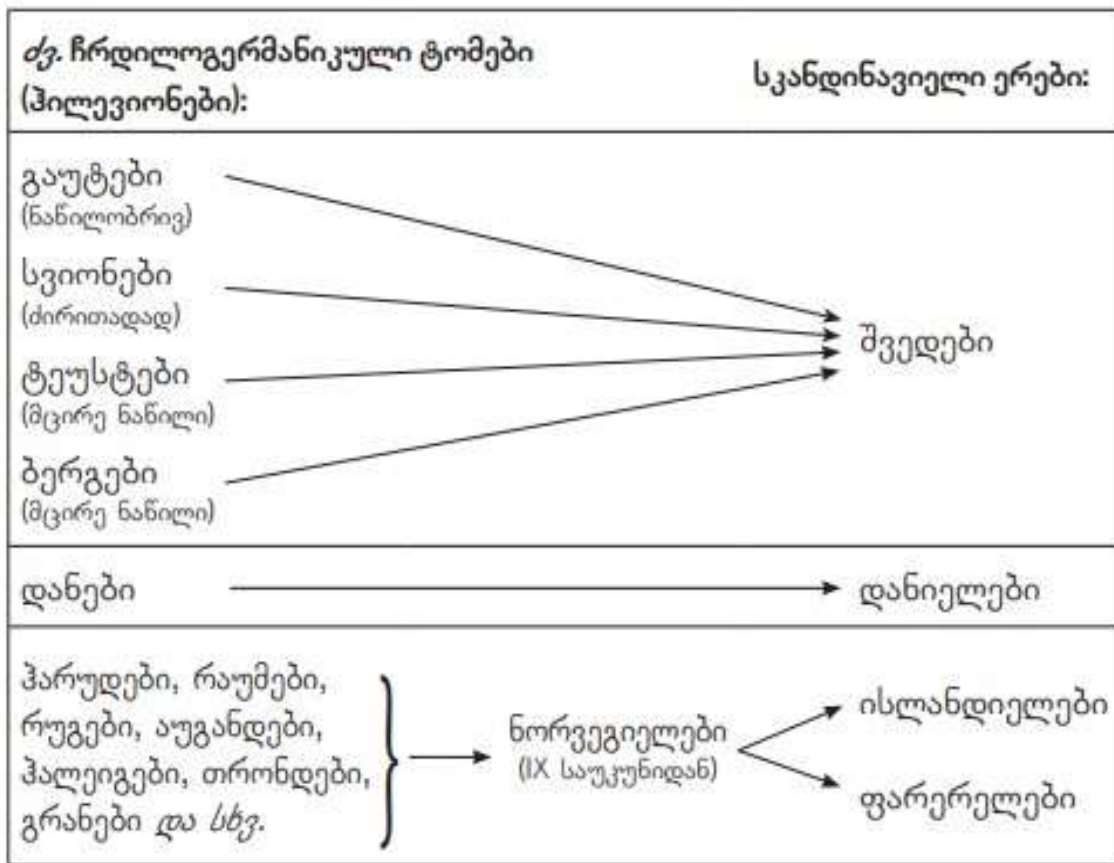 ძვ. ჩრდილოგერმანიკული ტომები
(ჰილევიონები):
სკანდინავიელი ერები:
გაუტები
(ნაწილობრივ)
სვიონები
(ძირითადად)
ტეუსტები
(მცირე ნაწილი)
ბერგები
(მცირე ნაწილი)
შვედები
დანები
დანიელები
ჰარუდები, რაუმები,
რუგები, აუგანდები,
ჰალეიგები, თრონდები,
გრანები და სხვ.
ნორვეგიელები
(IX საუკუნიდან)
ისლანდიელები
ფარერელები